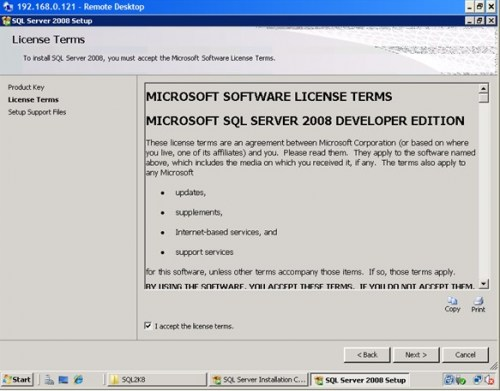 192.168.0.121 - Remote Desktop
SQL Server 2008 Setup
License Terms
To install SQL Server 2008, you must accept the Microsoft Software License Terms.
Product Key
License Terms
Setup Support Files
MICROSOFT SOFTWARE LICENSE TERMS
MICROSOFT SQL SERVER 2008 DEVELOPER EDITION
These license terms are an agreement between Microsoft Corporation (or based on where
you live, one of its affiliates) and you. Please read them. They apply to the software named
above, which includes the media on which you received it, if any. The terms also apply to
any Microsoft
• updates,
• supplements,
• Internet-based services, and
• support services
for this software, unless other terms accompany those items. If so, those terms apply.
BY USING THE SOFTWARE, YOU ACCEPT THESE TERMS. IF YOU DO NOT ACCEPT THEM,
Copy Print
I accept the license terms.
< Back Next > Cancel
Start SQL2K8 SQL Server Installation C... SQL Server 2008 Setup